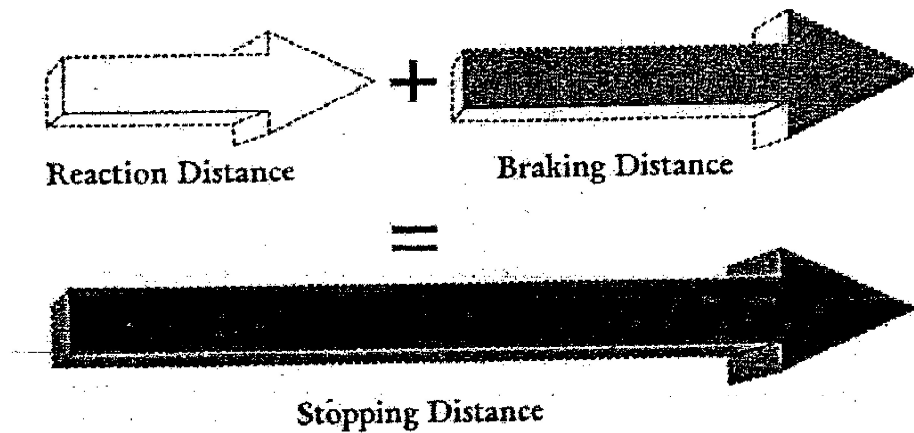 +
Reaction Distance
Braking Distance
=
Stopping Distance